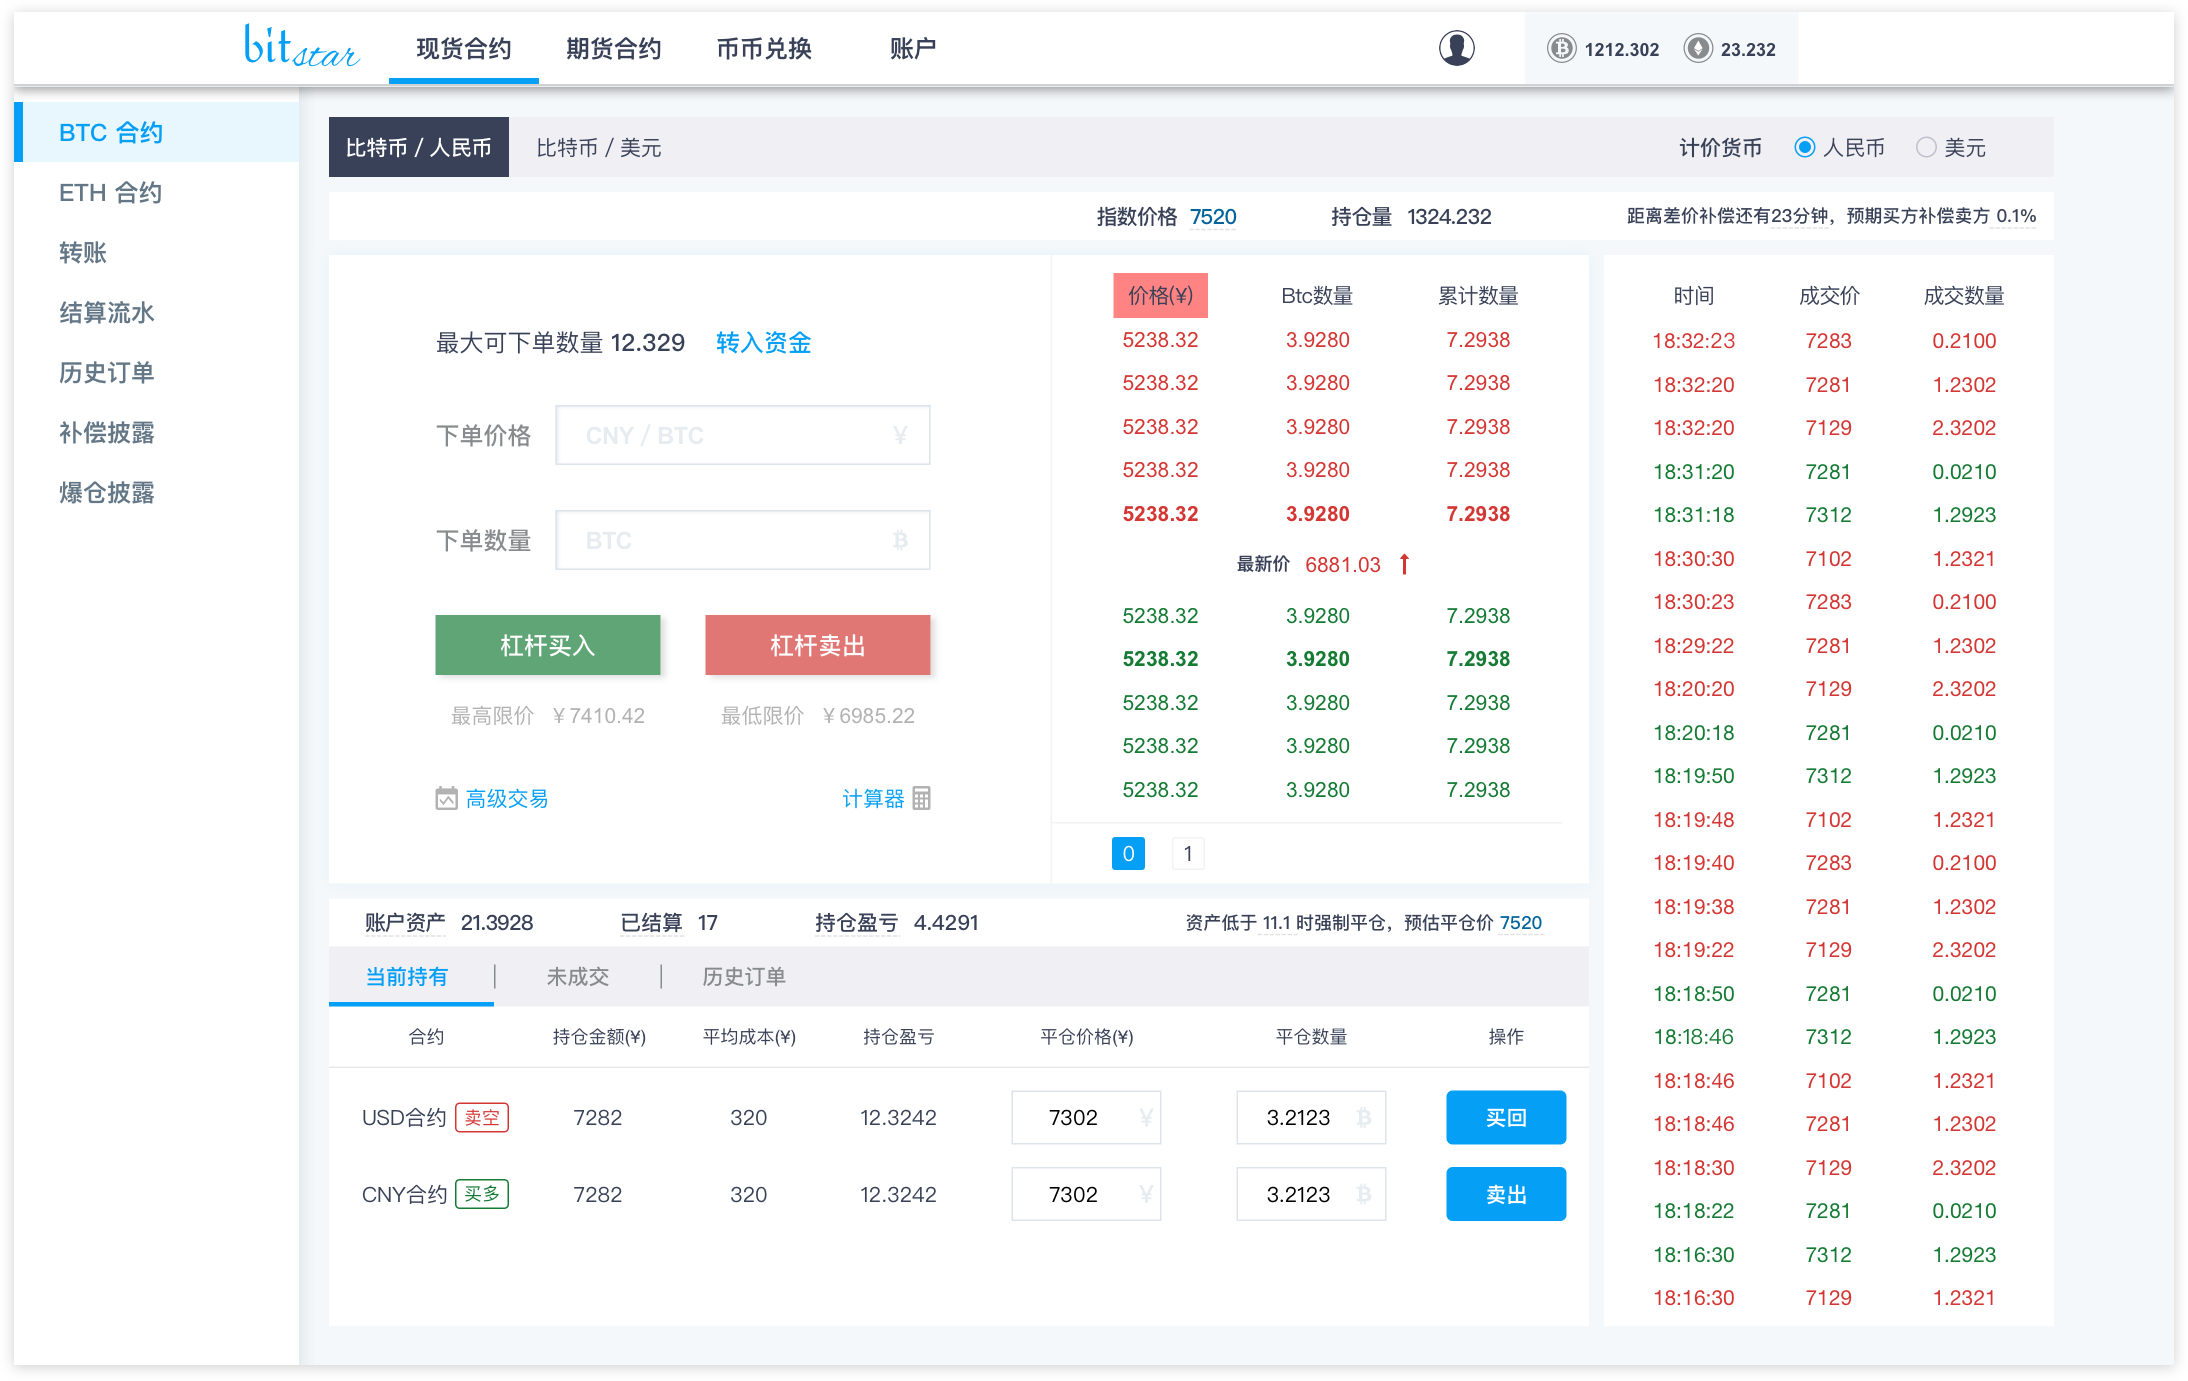 bitstar 现货合约 期货合约 币币兑换 账户 1212.302 23.232
BTC 合约
ETH 合约
转账
结算流水
历史订单
补偿披露
爆仓披露
比特币 / 人民币 比特币 / 美元 计价货币 人民币 美元
指数价格 7520 持仓量 1324.232 距离差价补偿还有23分钟，预期买方补偿卖方 0.1%
最大可下单数量 12.329 转入资金
下单价格 CNY / BTC ¥
下单数量 BTC
杠杆买入 杠杆卖出
最高限价 ¥7410.42 最低限价 ¥6985.22
高级交易 计算器
价格(¥) Btc数量 累计数量
5238.32 3.9280 7.2938
5238.32 3.9280 7.2938
5238.32 3.9280 7.2938
5238.32 3.9280 7.2938
5238.32 3.9280 7.2938
最新价 6881.03
5238.32 3.9280 7.2938
5238.32 3.9280 7.2938
5238.32 3.9280 7.2938
5238.32 3.9280 7.2938
5238.32 3.9280 7.2938
0 1
时间 成交价 成交数量
18:32:23 7283 0.2100
18:32:20 7281 1.2302
18:32:20 7129 2.3202
18:31:20 7281 0.0210
18:31:18 7312 1.2923
18:30:30 7102 1.2321
18:30:23 7283 0.2100
18:29:22 7281 1.2302
18:20:20 7129 2.3202
18:20:18 7281 0.0210
18:19:50 7312 1.2923
18:19:48 7102 1.2321
18:19:40 7283 0.2100
18:19:38 7281 1.2302
18:19:22 7129 2.3202
18:18:50 7281 0.0210
18:18:46 7312 1.2923
18:18:46 7102 1.2321
18:18:46 7281 1.2302
18:18:30 7129 2.3202
18:18:22 7281 0.0210
18:16:30 7312 1.2923
18:16:30 7129 1.2321
账户资产 21.3928 已结算 17 持仓盈亏 4.4291 资产低于 11.1 时强制平仓，预估平仓价 7520
当前持有 未成交 历史订单
合约 持仓金额(¥) 平均成本(¥) 持仓盈亏 平仓价格(¥) 平仓数量 操作
USD合约 卖空 7282 320 12.3242 7302 ¥ 3.2123 买回
CNY合约 买多 7282 320 12.3242 7302 ¥ 3.2123 卖出